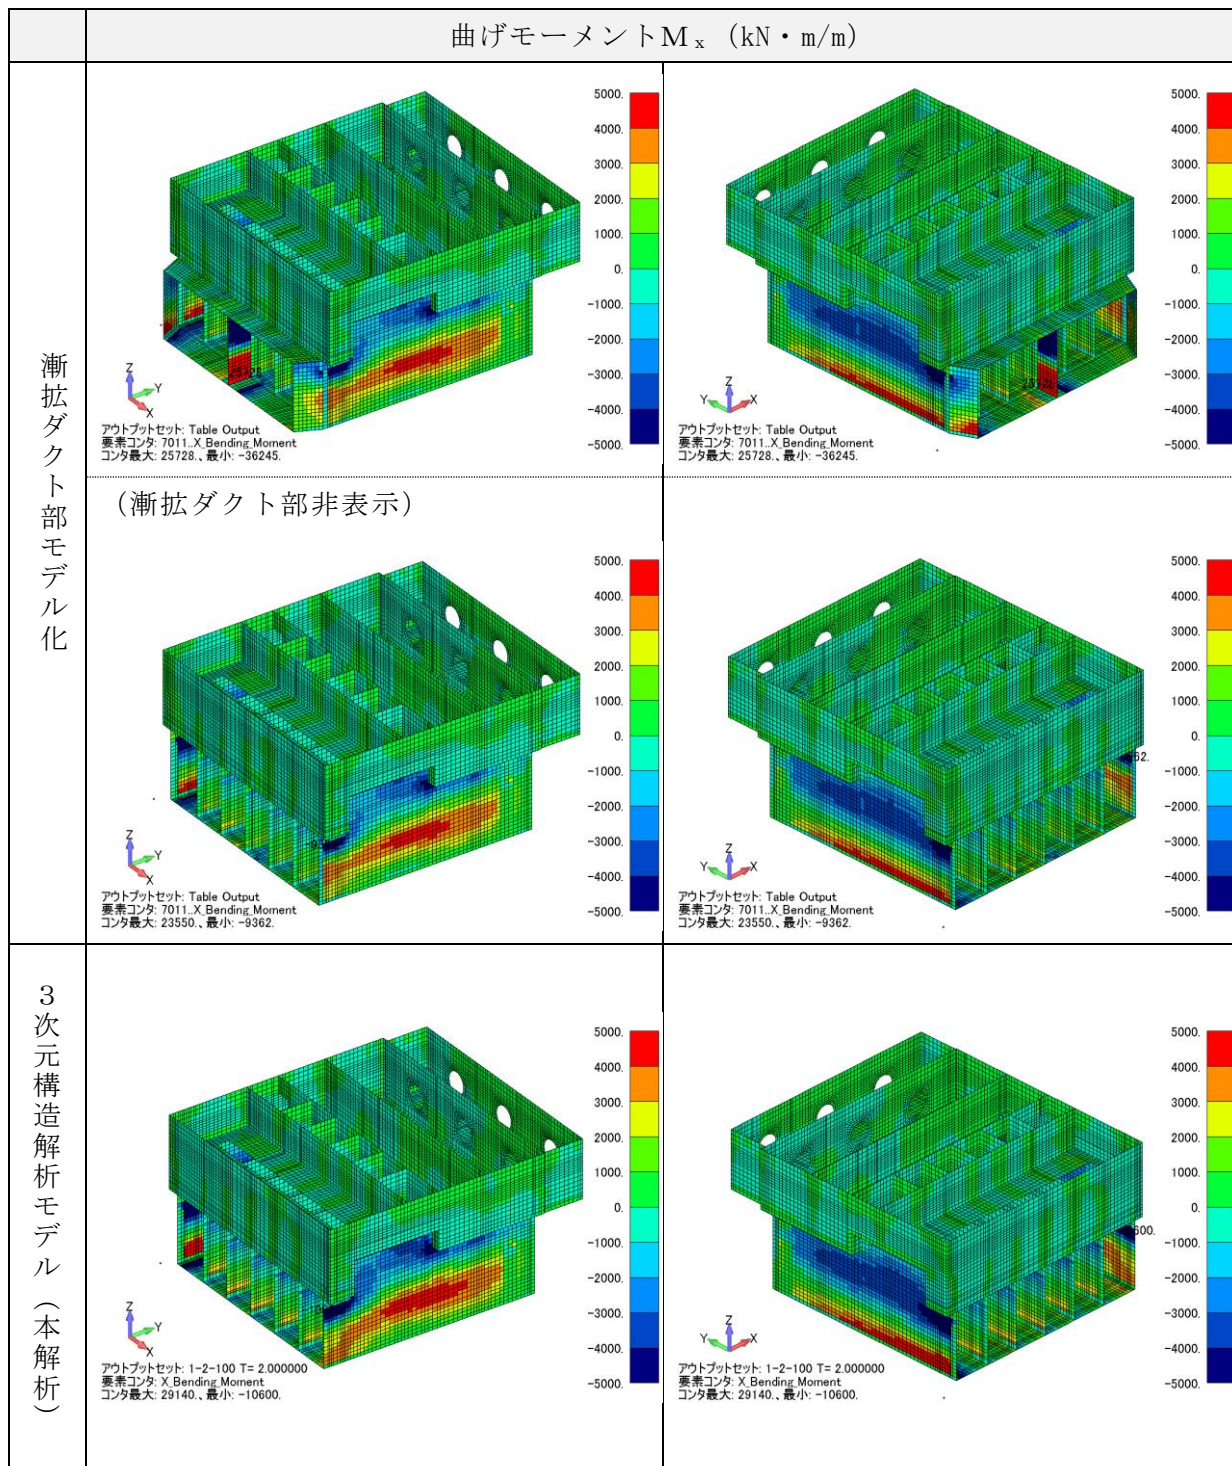 曲げモーメントＭｘ (kN・m/m)
漸拡ダクト部モデル化
5000.
4000.
3000.
2000.
1000.
0.
-1000.
-2000.
-3000.
-4000.
-5000.
25728.
Z
Y
X
アウトプットセット: Table Output
要素コンタ: 7011..X_Bending_Moment
コンタ最大: 25728.、最小: -36245.
5000.
4000.
3000.
2000.
1000.
0.
-1000.
-2000.
-3000.
-4000.
-5000.
25728.
Z
Y
X
アウトプットセット: Table Output
要素コンタ: 7011..X_Bending_Moment
コンタ最大: 25728.、最小: -36245.
（漸拡ダクト部非表示）
5000.
4000.
3000.
2000.
1000.
0.
-1000.
-2000.
-3000.
-4000.
-5000.
Z
Y
X
アウトプットセット: Table Output
要素コンタ: 7011..X_Bending_Moment
コンタ最大: 23550.、最小: -9362.
5000.
4000.
3000.
2000.
1000.
0.
-1000.
-2000.
-3000.
-4000.
-5000.
62.
Z
Y
X
アウトプットセット: Table Output
要素コンタ: 7011..X_Bending_Moment
コンタ最大: 23550.、最小: -9362.
３次元構造解析モデル（本解析）
5000.
4000.
3000.
2000.
1000.
0.
-1000.
-2000.
-3000.
-4000.
-5000.
Z
Y
X
アウトプットセット: 1-2-100 T= 2.000000
要素コンタ: X_Bending_Moment
コンタ最大: 29140.、最小: -10600.
5000.
4000.
3000.
2000.
1000.
0.
-1000.
-2000.
-3000.
-4000.
-5000.
600.
Z
Y
X
アウトプットセット: 1-2-100 T= 2.000000
要素コンタ: X_Bending_Moment
コンタ最大: 29140.、最小: -10600.